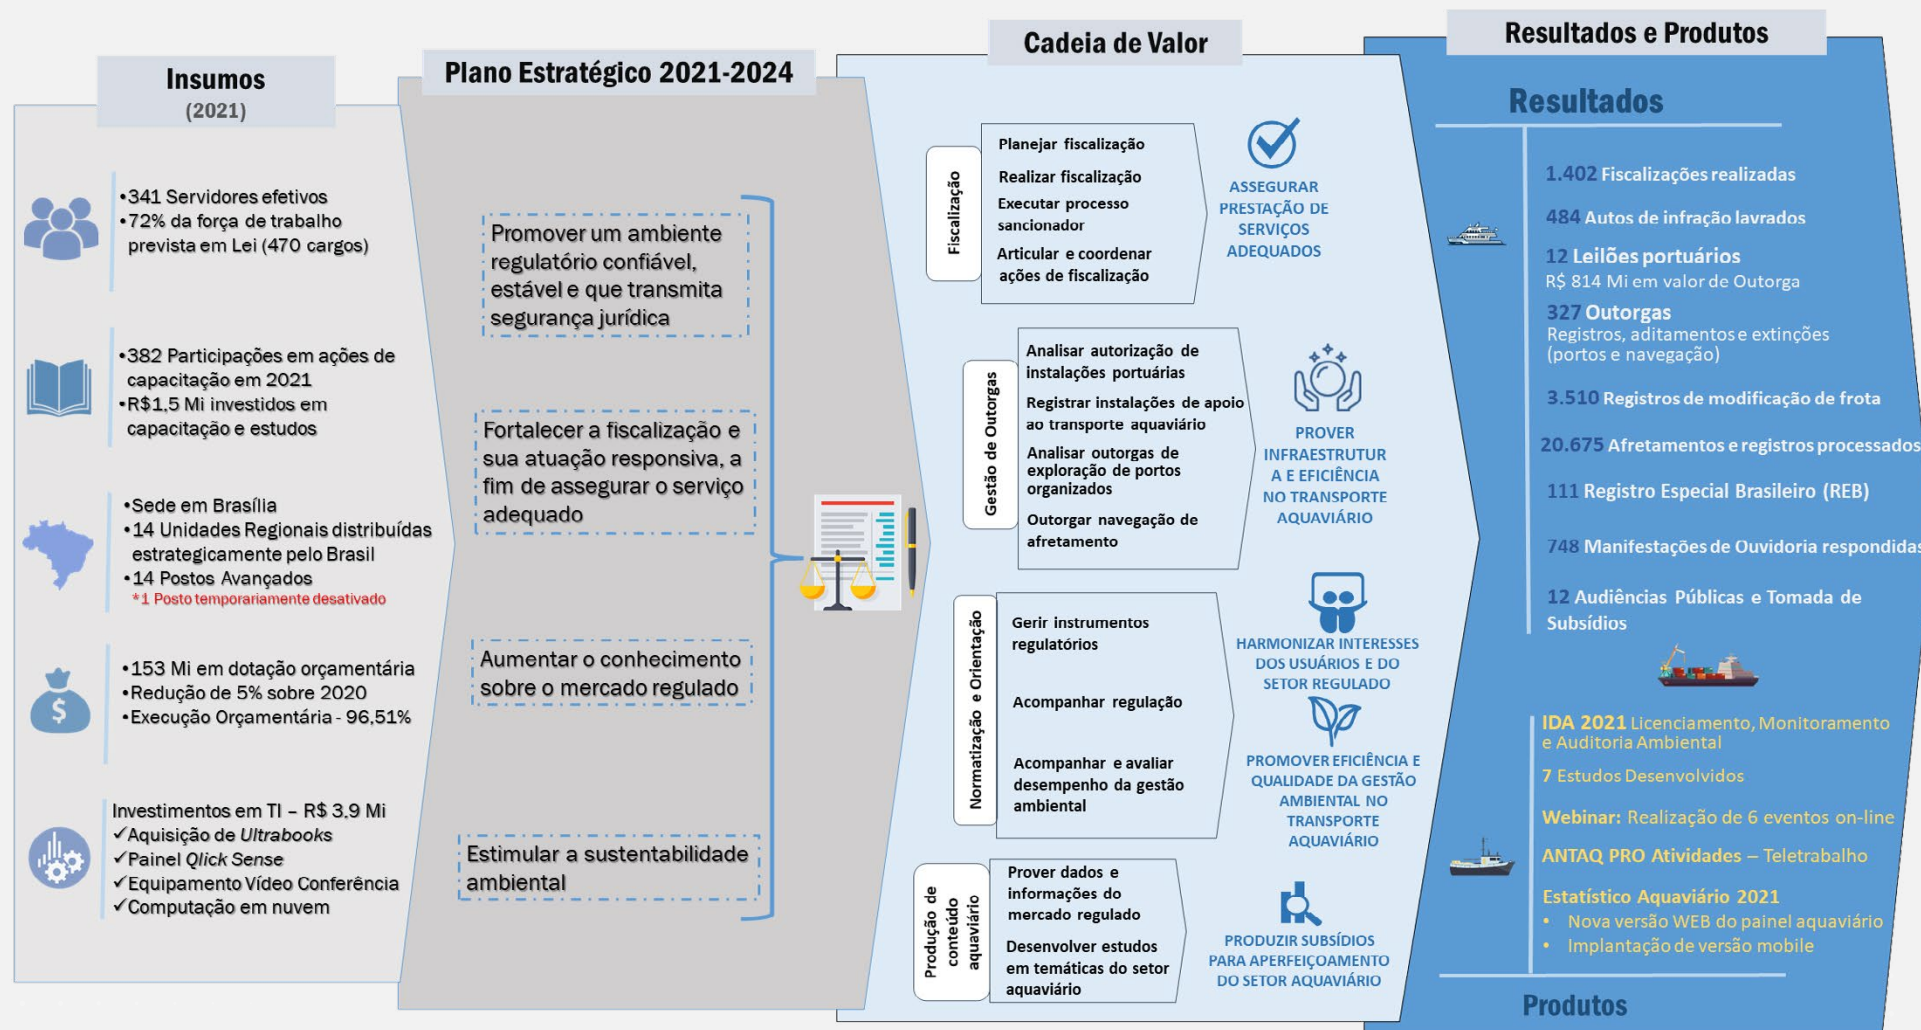 Insumos
(2021)
•341 Servidores efetivos
•72% da força de trabalho
prevista em Lei (470 cargos)
•382 Participações em ações de
capacitação em 2021
•R$1,5 Mi investidos em
capacitação e estudos
•Sede em Brasília
•14 Unidades Regionais distribuídas
estrategicamente pelo Brasil
•14 Postos Avançados
*1 Posto temporariamente desativado
•153 Mi em dotação orçamentária
•Redução de 5% sobre 2020
•Execução Orçamentária - 96,51%
Investimentos em TI – R$ 3,9 Mi
✓Aquisição de Ultrabooks
✓Painel Qlick Sense
✓Equipamento Vídeo Conferência
✓Computação em nuvem
Plano Estratégico 2021-2024
Promover um ambiente
regulatório confiável,
estável e que transmita
segurança jurídica
Fortalecer a fiscalização e
sua atuação responsiva, a
fim de assegurar o serviço
adequado
Aumentar o conhecimento
sobre o mercado regulado
Estimular a sustentabilidade
ambiental
Cadeia de Valor
Fiscalização
Planejar fiscalização
Realizar fiscalização
Executar processo
sancionador
Articular e coordenar
ações de fiscalização
ASSEGURAR
PRESTAÇÃO DE
SERVIÇOS
ADEQUADOS
Gestão de Outorgas
Analisar autorização de
instalações portuárias
Registrar instalações de apoio
ao transporte aquaviário
Analisar outorgas de
exploração de portos
organizados
Outorgar navegação de
afretamento
PROVER
INFRAESTRUTUR
A E EFICIÊNCIA
NO TRANSPORTE
AQUAVIÁRIO
Normatização e Orientação
Gerir instrumentos
regulatórios
Acompanhar regulação
Acompanhar e avaliar
desempenho da gestão
ambiental
HARMONIZAR INTERESSES
DOS USUÁRIOS E DO
SETOR REGULADO
PROMOVER EFICIÊNCIA E
QUALIDADE DA GESTÃO
AMBIENTAL NO
TRANSPORTE
AQUAVIÁRIO
Produção de
conteúdo
aquaviário
Prover dados e
informações do
mercado regulado
Desenvolver estudos
em temáticas do setor
aquaviário
PRODUZIR SUBSÍDIOS
PARA APERFEIÇOAMENTO
DO SETOR AQUAVIÁRIO
Resultados e Produtos
Resultados
1.402 Fiscalizações realizadas
484 Autos de infração lavrados
12 Leilões portuários
R$ 814 Mi em valor de Outorga
327 Outorgas
Registros, aditamentos e extinções
(portos e navegação)
3.510 Registros de modificação de frota
20.675 Afretamentos e registros processados
111 Registro Especial Brasileiro (REB)
748 Manifestações de Ouvidoria respondidas
12 Audiências Públicas e Tomada de
Subsídios
IDA 2021 Licenciamento, Monitoramento
e Auditoria Ambiental
7 Estudos Desenvolvidos
Webinar: Realização de 6 eventos on-line
ANTAQ PRO Atividades – Teletrabalho
Estatístico Aquaviário 2021
• Nova versão WEB do painel aquaviário
• Implantação de versão mobile
Produtos